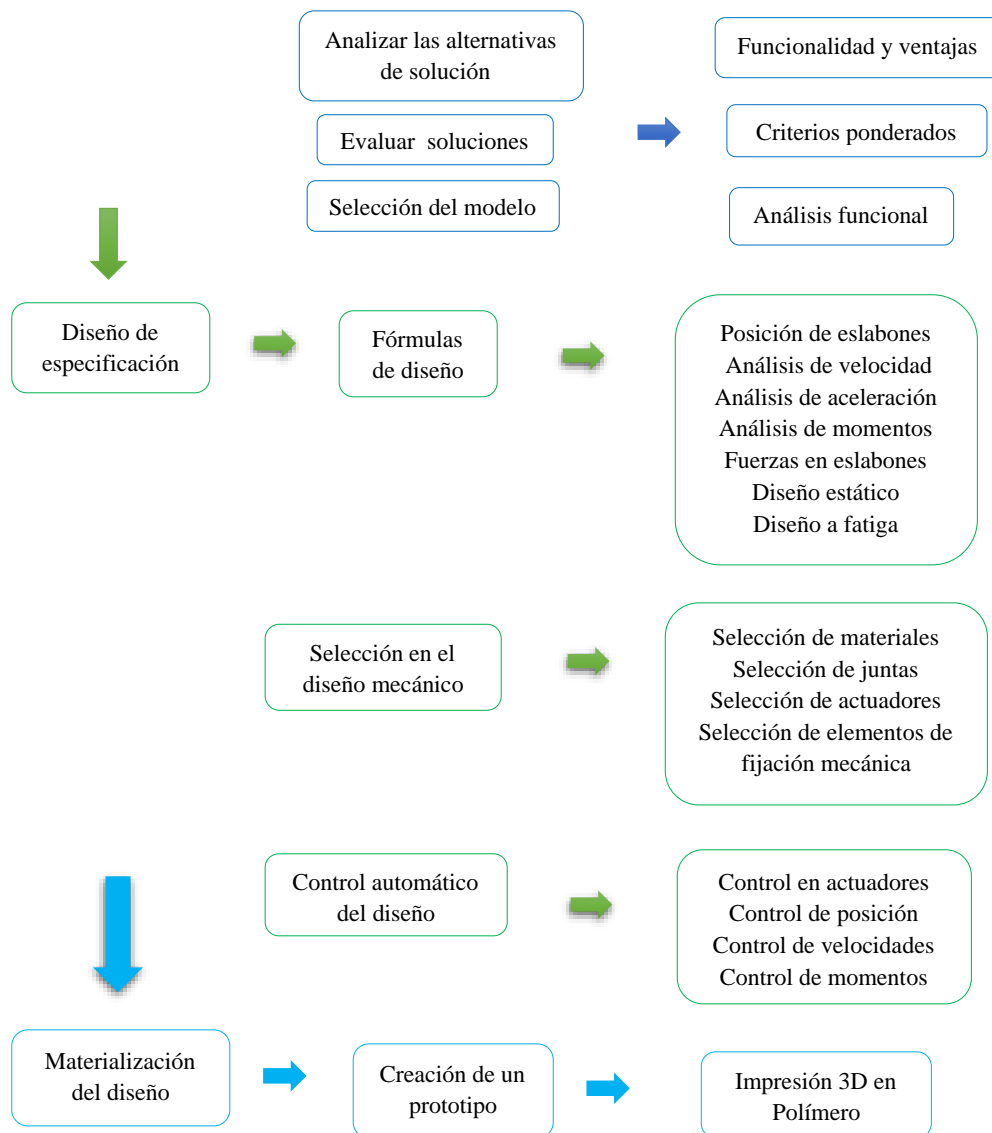 Analizar las alternativas
de solución
Funcionalidad y ventajas
Evaluar soluciones
Criterios ponderados
Selección del modelo
Análisis funcional
Diseño de
especificación
Fórmulas
de diseño
Posición de eslabones
Análisis de velocidad
Análisis de aceleración
Análisis de momentos
Fuerzas en eslabones
Diseño estático
Diseño a fatiga
Selección en el
diseño mecánico
Selección de materiales
Selección de juntas
Selección de actuadores
Selección de elementos de
fijación mecánica
Control automático
del diseño
Control en actuadores
Control de posición
Control de velocidades
Control de momentos
Materialización
del diseño
Creación de un
prototipo
Impresión 3D en
Polímero